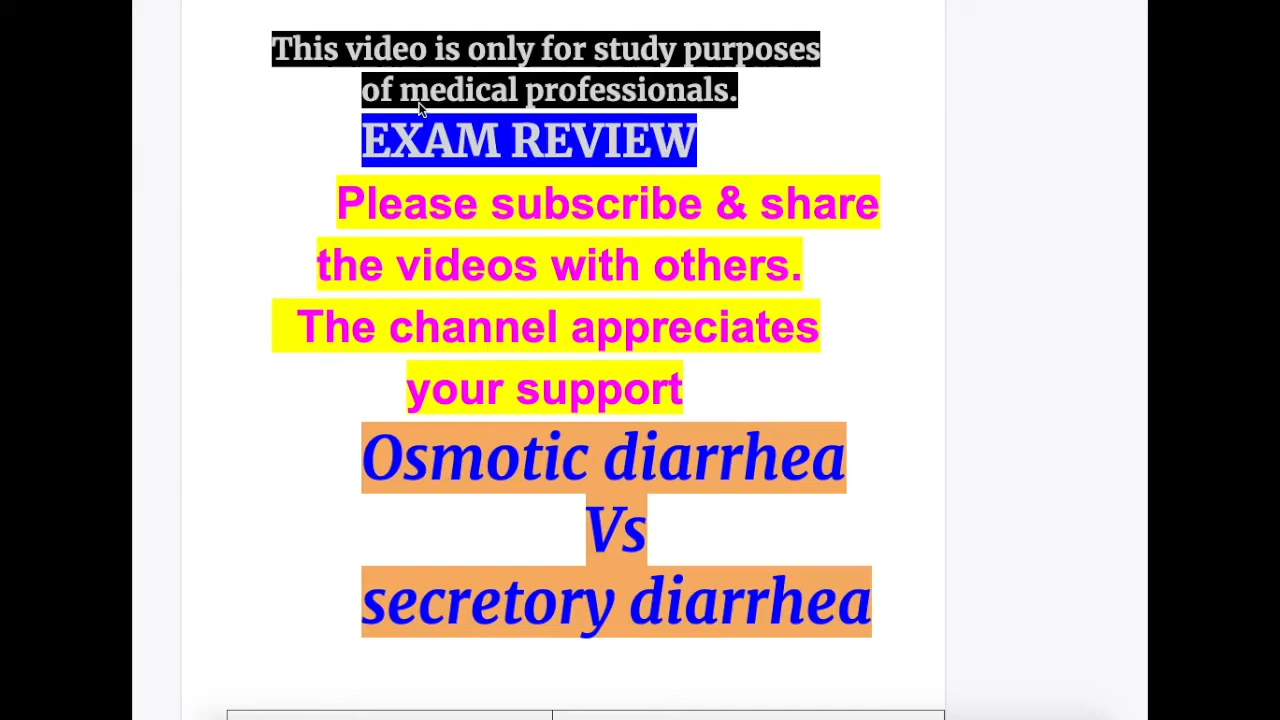 This video is only for study purposes
of medical professionals.
EXAM REVIEW
Please subscribe & share
the videos with others.
The channel appreciates
your support
Osmotic diarrhea
Vs
secretory diarrhea